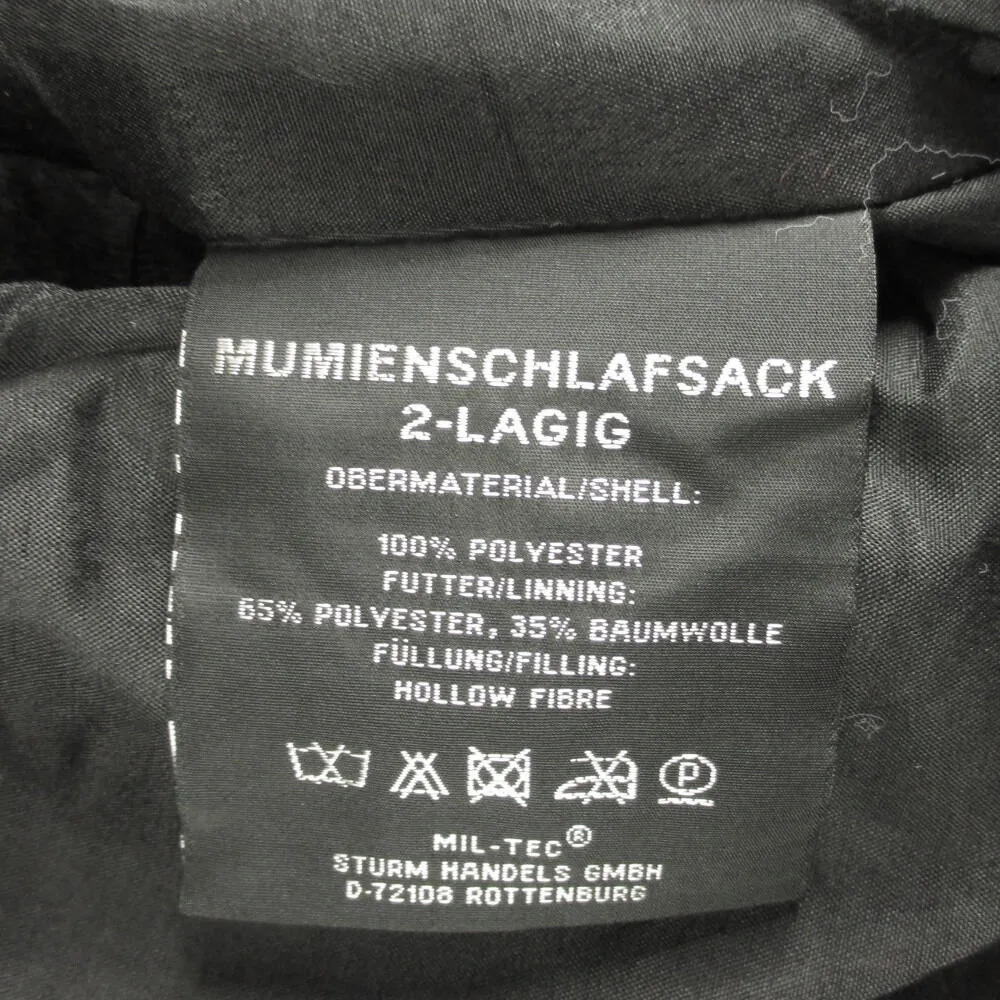 MUMIENSCHLAFSACK
2-LAGIG
OBERMATERIAL/SHELL:
100% POLYESTER
FUTTER/LINNING:
65% POLYESTER, 35% BAUMWOLLE
FÜLLUNG/FILLING:
HOLLOW FIBRE
P
MIL-TEC®
STURM HANDELS GMBH
D-72108 ROTTENBURG